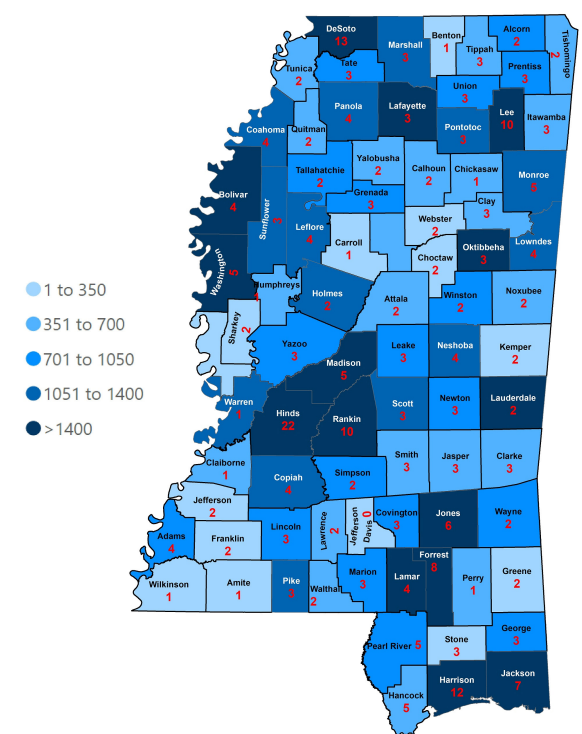 DeSoto
13
Marshall
3
Benton
1
Tippah
3
Alcorn
2
Tishomingo
2
Tunica
2
Tate
3
Prentiss
3
Union
3
Panola
4
Lafayette
3
Lee
10
Itawamba
3
Coahoma
4
Quitman
2
Pontotoc
3
Yalobusha
2
Tallahatchie
2
Calhoun
2
Chickasaw
1
Monroe
5
Bolivar
4
Sunflower
3
Grenada
3
Clay
3
Webster
2
Leflore
4
Carroll
1
Choctaw
2
Oktibbeha
3
Lowndes
4
Washington
5
Humphreys
Holmes
2
Attala
2
Winston
2
Noxubee
2
1 to 350
351 to 700
701 to 1050
1051 to 1400
>1400
Sharkey
2
Yazoo
3
Madison
5
Leake
3
Neshoba
4
Kemper
2
Warren
1
Hinds
22
Rankin
10
Scott
3
Newton
3
Lauderdale
2
Claiborne
1
Copiah
4
Simpson
2
Smith
3
Jasper
3
Clarke
3
Jefferson
2
Adams
4
Franklin
2
Lincoln
3
Lawrence
2
Jefferson
Davis 0
Covington
3
Jones
6
Wayne
2
Wilkinson
1
Amite
1
Pike
3
Walthal
2
Marion
3
Lamar
4
Forrest
8
Perry
1
Greene
2
Pearl River 5
Stone
3
George
3
Hancock
5
Harrison
12
Jackson
7